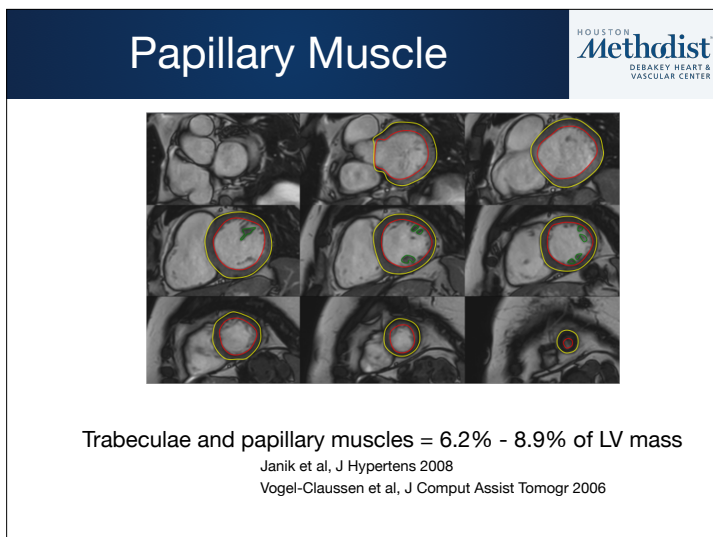 Papillary Muscle
HOUSTON
Methodist
DEBAKEY HEART &
VASCULAR CENTER
Trabeculae and papillary muscles = 6.2% - 8.9% of LV mass
Janik et al, J Hypertens 2008
Vogel-Claussen et al, J Comput Assist Tomogr 2006